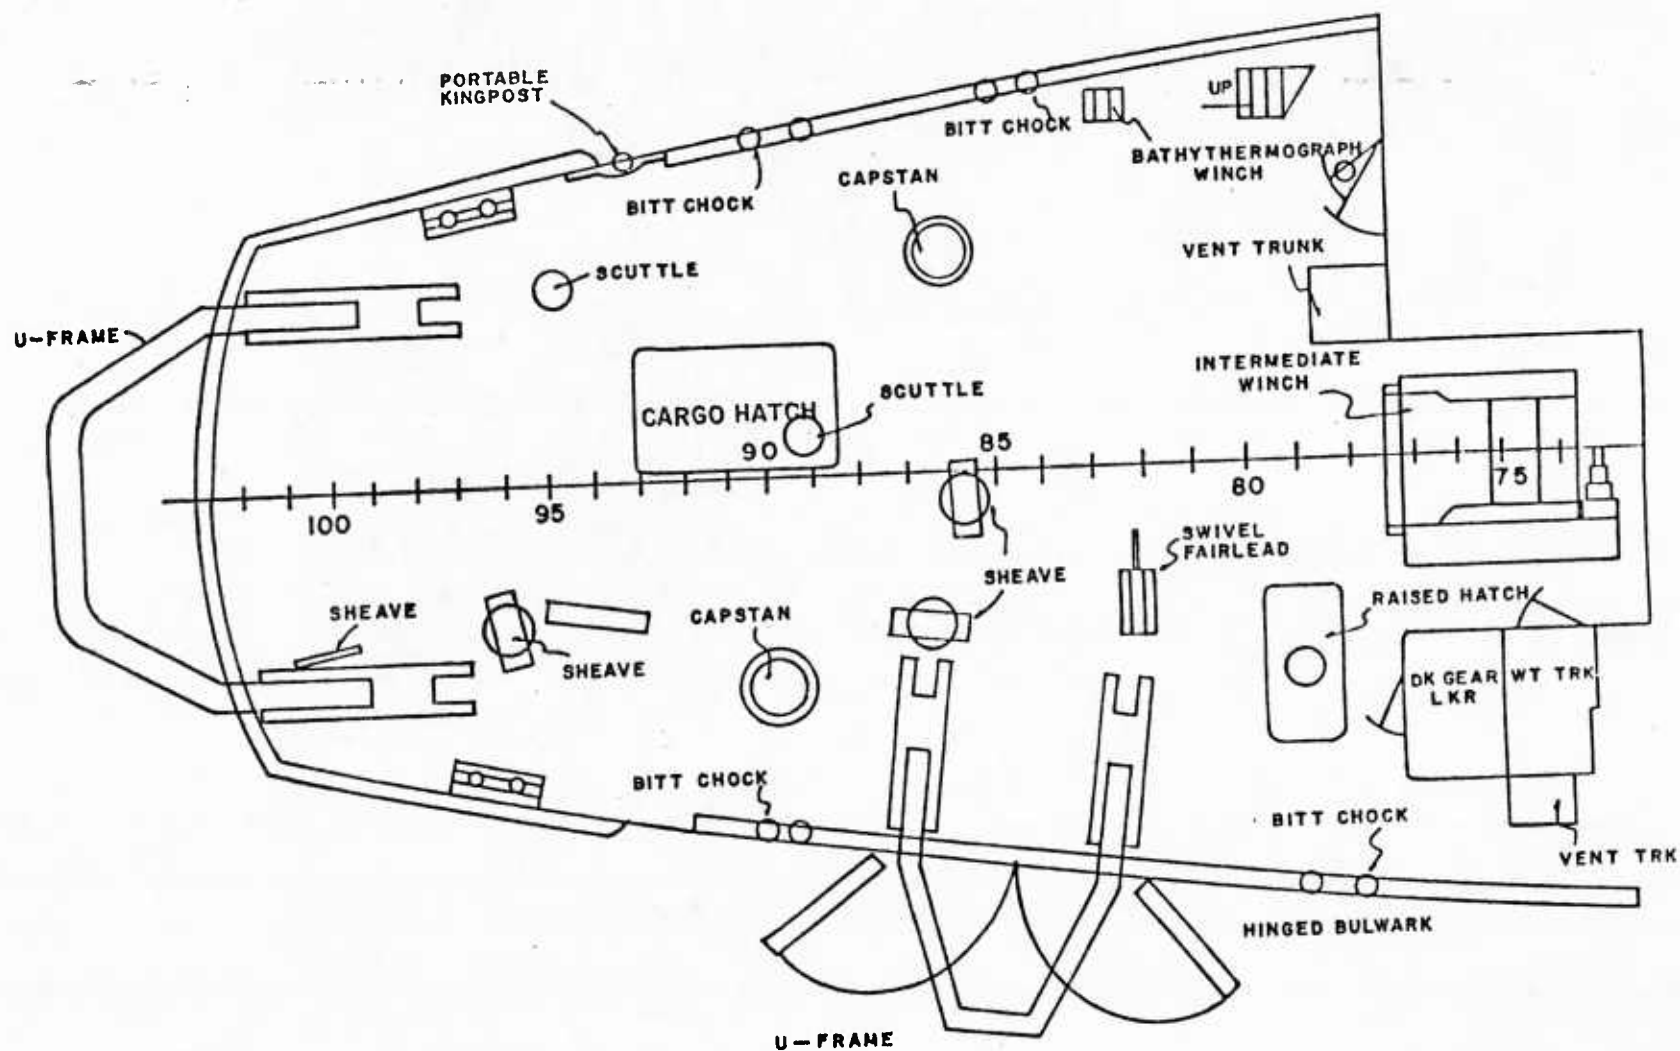 PORTABLE
KINGPOST
UP
BITT CHOCK
BATHYTHERMOGRAPH
WINCH
CAPSTAN
BITT CHOCK
VENT TRUNK
SCUTTLE
U-FRAME
INTERMEDIATE
WINCH
SCUTTLE
CARGO HATCH
90
85
80
75
95
100
SWIVEL
FAIRLEAD
SHEAVE
RAISED HATCH
SHEAVE
CAPSTAN
SHEAVE
DK GEAR
LKR
WT TRK
BITT CHOCK
BITT CHOCK
VENT TRK
HINGED BULWARK
U-FRAME